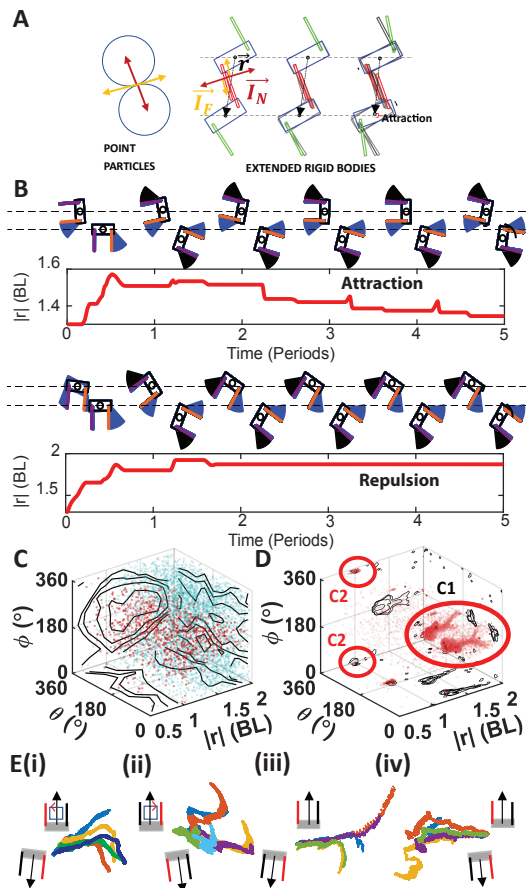 A
r
I_F
I_N
Attraction
POINT
PARTICLES
EXTENDED RIGID BODIES
B
1.6
1.4
|r| (BL)
Attraction
0 1 2 3 4 5
Time (Periods)
2
1
|r| (BL)
Repulsion
0 1 2 3 4 5
Time (Periods)
C
360
180
0
ϕ (°)
360
180
0
θ (°)
0.5 1 1.5 2
|r| (BL)
D
C2
C1
C2
360
180
0
ϕ (°)
360
180
0
θ (°)
0.5 1 1.5 2
|r| (BL)
E(i) (ii) (iii) (iv)